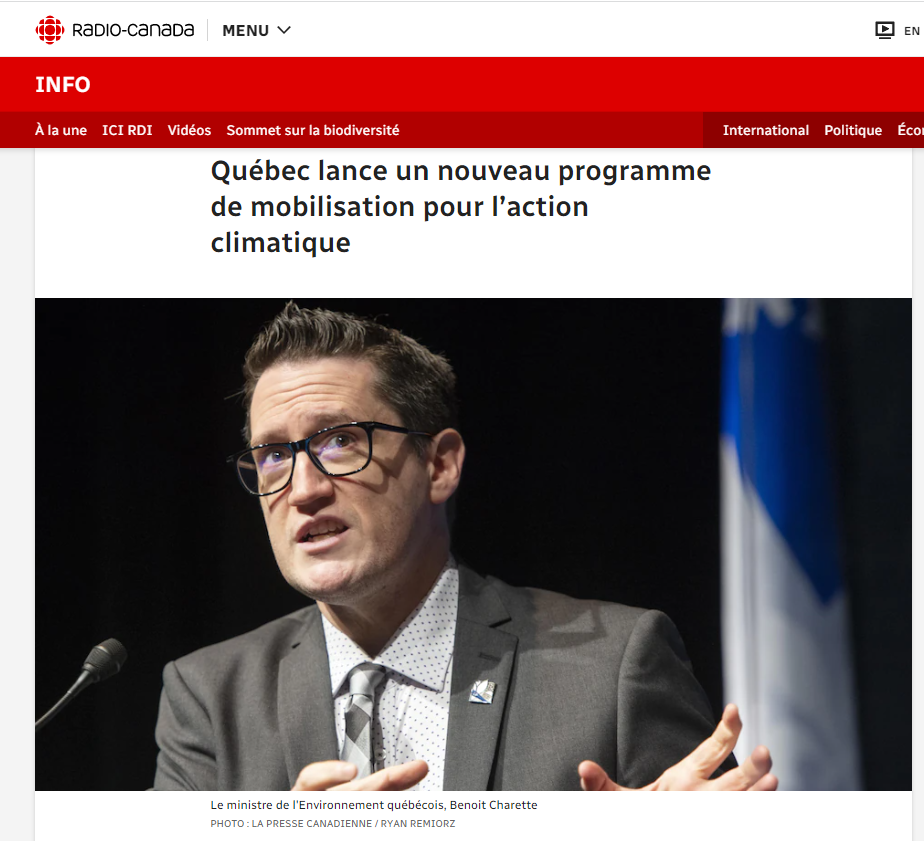 RADIO-CANADA MENU EN
INFO
À la une ICI RDI Vidéos Sommet sur la biodiversité International Politique Éco
Québec lance un nouveau programme
de mobilisation pour l’action
climatique
Le ministre de l'Environnement québécois, Benoit Charette
PHOTO : LA PRESSE CANADIENNE / RYAN REMIORZ